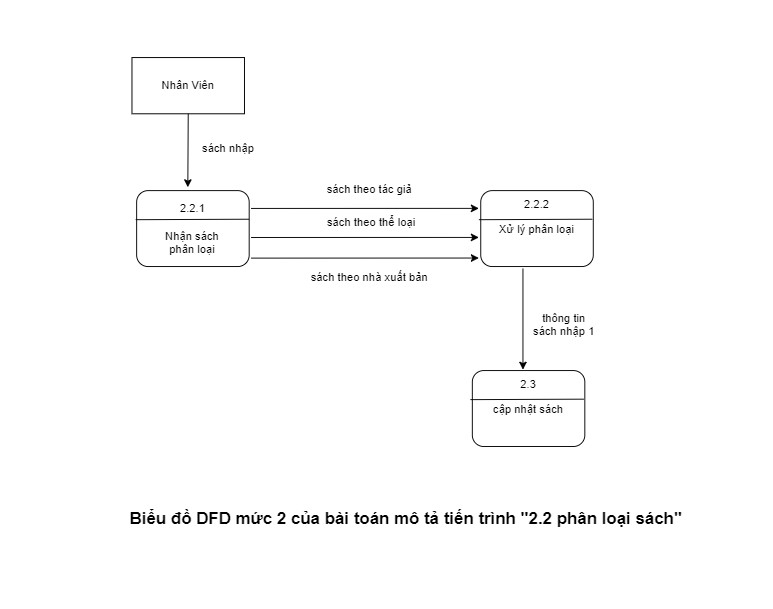 Nhân Viên
sách nhập
sách theo tác giả
2.2.1
2.2.2
sách theo thể loại
Xử lý phân loại
Nhận sách
phân loại
sách theo nhà xuất bản
thông tin
sách nhập 1
2.3
cập nhật sách
Biểu đồ DFD mức 2 của bài toán mô tả tiến trình "2.2 phân loại sách"